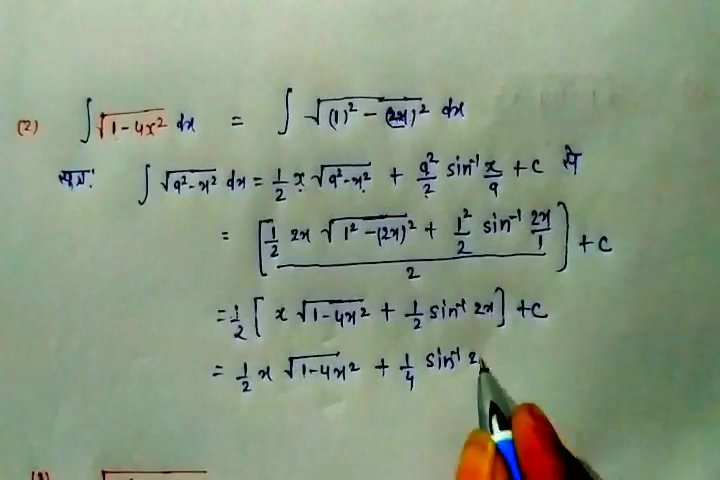 (2) ∫√(1-4x²) dx = ∫√((1)² - (2x)²) dx
सूत्र: ∫√(a²-x²) dx = 1/2 x √(a²-x²) + a²/2 sin⁻¹ x/a + c से
= [(1/2 2x √(1²-(2x)²) + 1²/2 sin⁻¹ 2x/1)/2] + c
= 1/2 [x √(1-4x²) + 1/2 sin⁻¹ 2x] + c
= 1/2 x √(1-4x²) + 1/4 sin⁻¹ 2